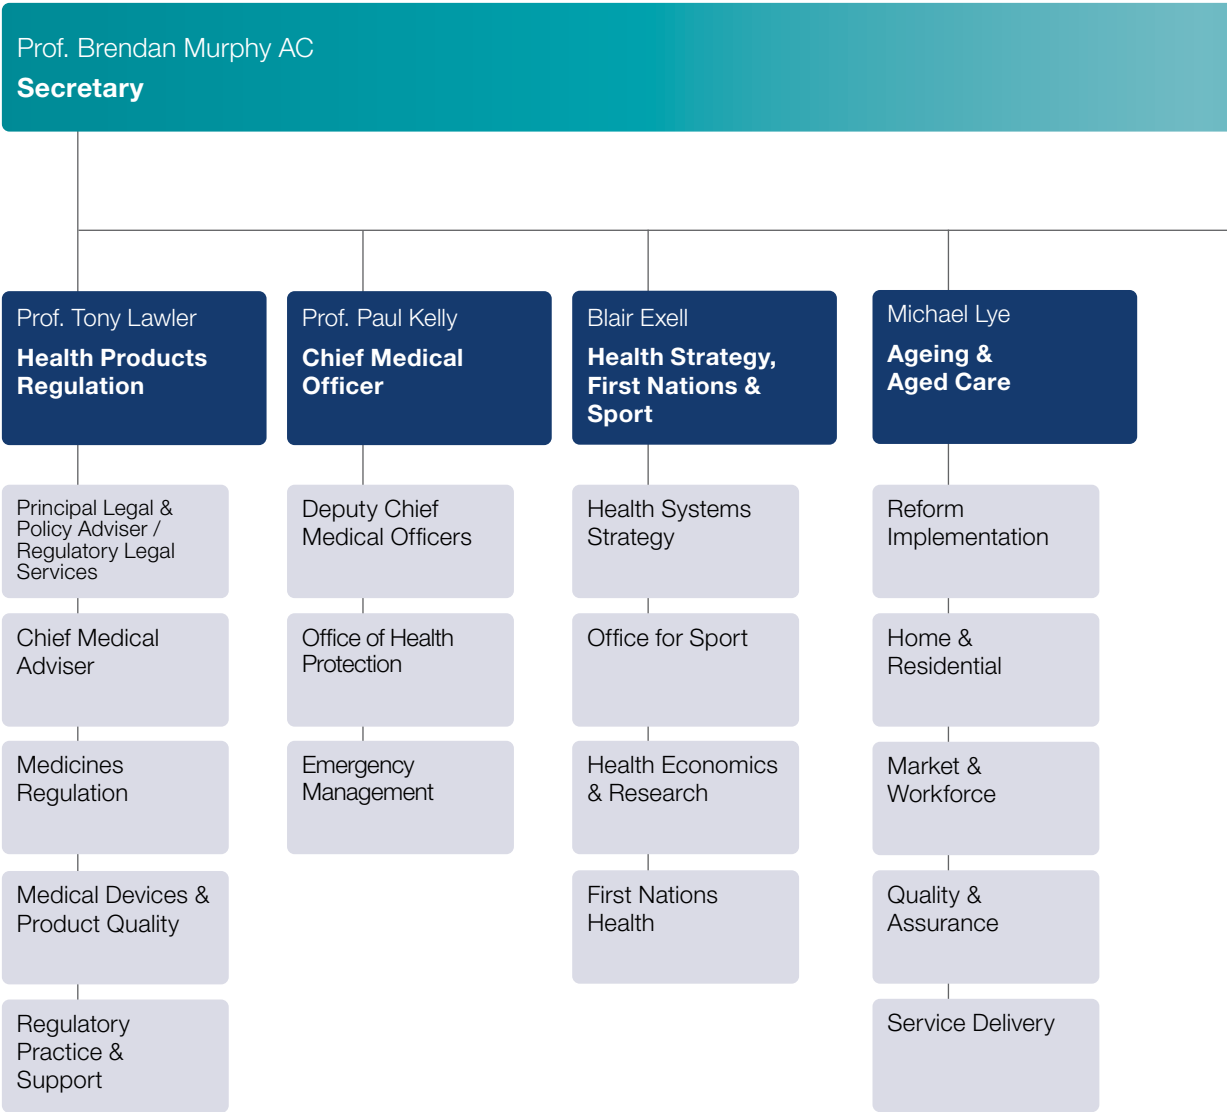 Prof. Brendan Murphy AC
Secretary
Prof. Tony Lawler
Health Products
Regulation
Principal Legal &
Policy Adviser /
Regulatory Legal
Services
Chief Medical
Adviser
Medicines
Regulation
Medical Devices &
Product Quality
Regulatory
Practice &
Support
Prof. Paul Kelly
Chief Medical
Officer
Deputy Chief
Medical Officers
Office of Health
Protection
Emergency
Management
Blair Exell
Health Strategy,
First Nations &
Sport
Health Systems
Strategy
Office for Sport
Health Economics
& Research
First Nations
Health
Michael Lye
Ageing &
Aged Care
Reform
Implementation
Home &
Residential
Market &
Workforce
Quality &
Assurance
Service Delivery